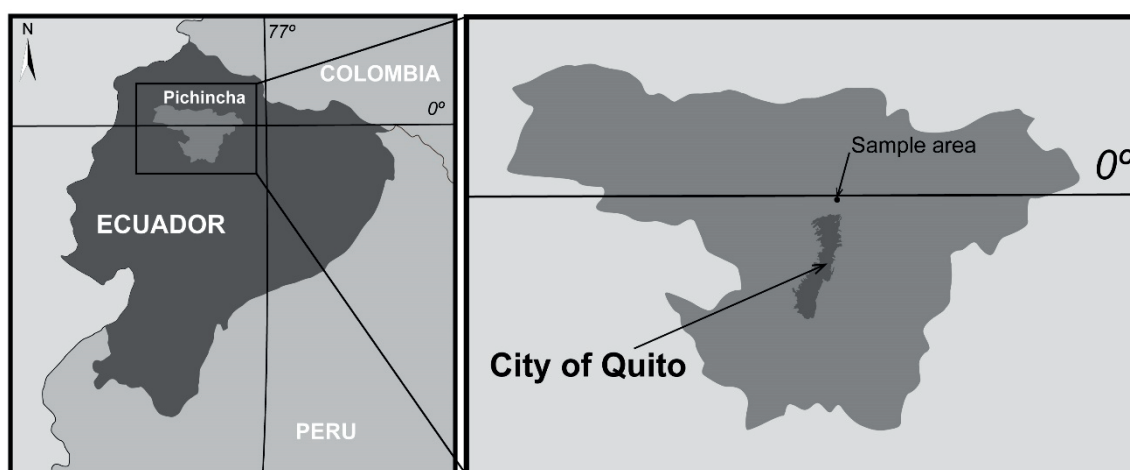 N
77º
COLOMBIA
Pichincha
0º
ECUADOR
PERU
Sample area
0º
City of Quito